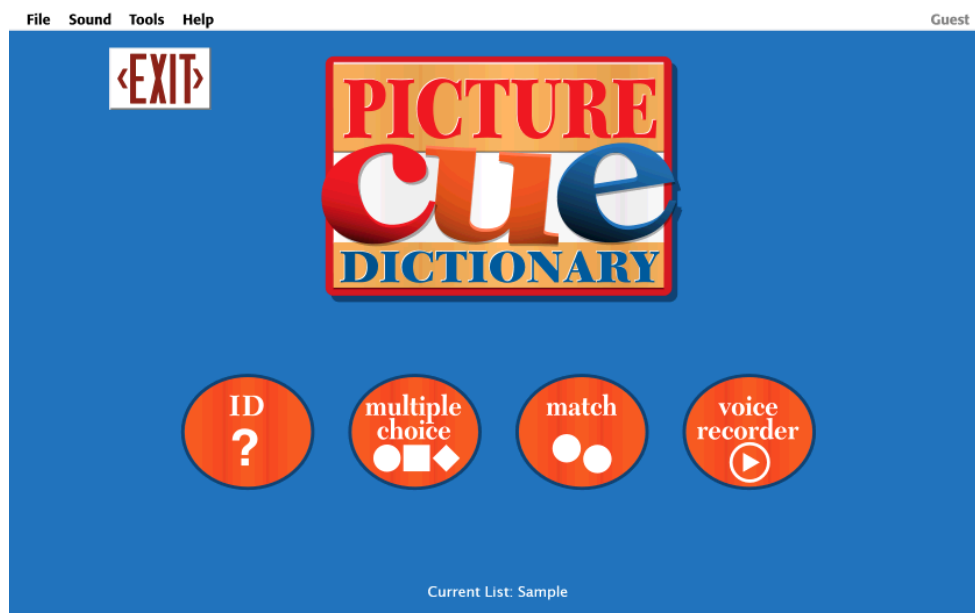 File Sound Tools Help Guest
<EXIT>
PICTURE
cue
DICTIONARY
ID
?
multiple
choice
match
voice
recorder
Current List: Sample